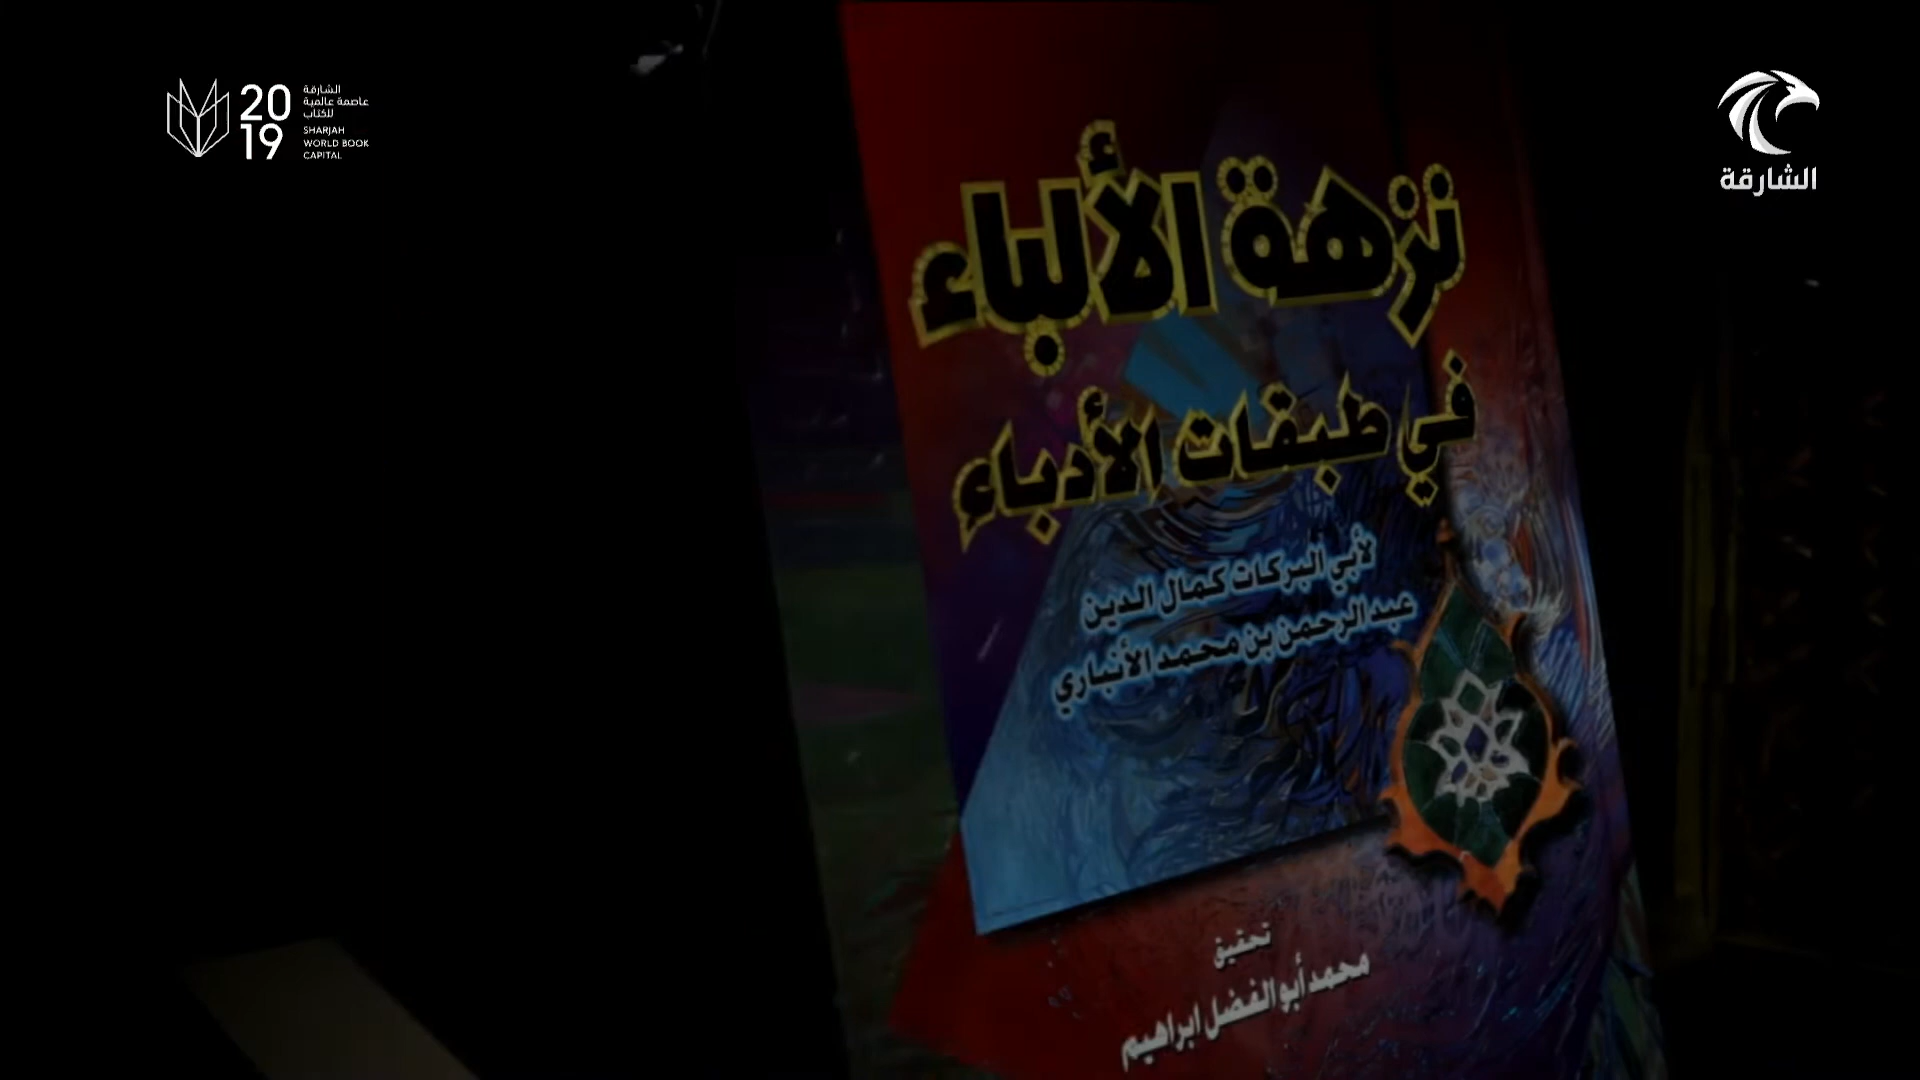 2019
الشارقة
عاصمة عالمية
للكتاب
SHARJAH
WORLD BOOK
CAPITAL
الشارقة
نزهة الألباء
في طبقات الأدباء
لأبي البركات كمال الدين
عبد الرحمن بن محمد الأنباري
تحقيق
محمد أبو الفضل ابراهيم